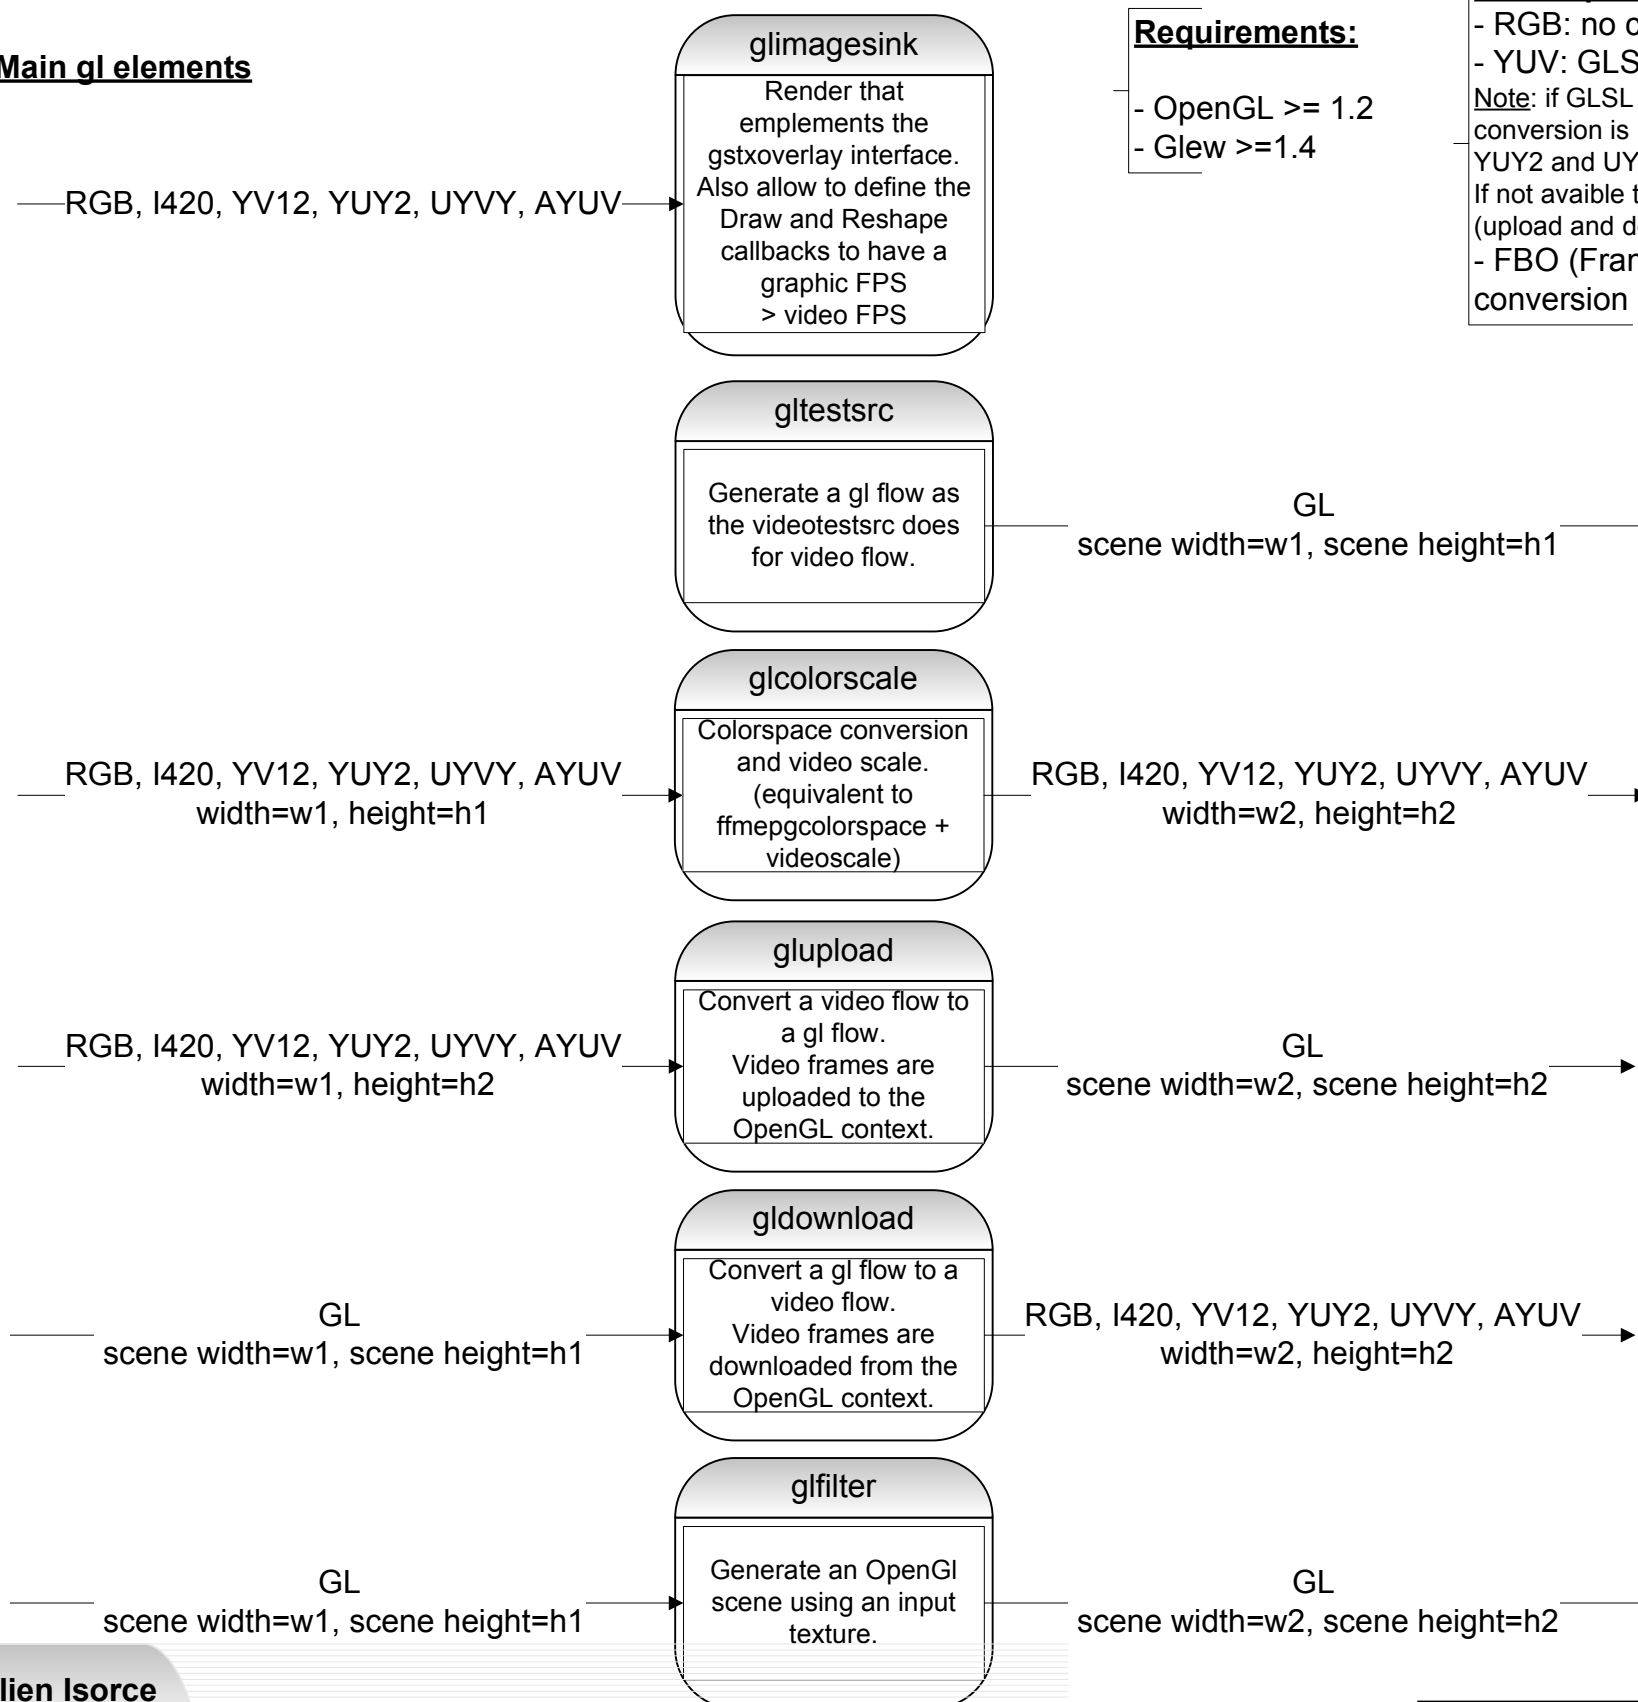 Main gl elements
glimagesink
Render that
emplements the
gstxoverlay interface.
Also allow to define the
Draw and Reshape
callbacks to have a
graphic FPS
> video FPS
RGB, I420, YV12, YUY2, UYVY, AYUV
Requirements:
- OpenGL >= 1.2
- Glew >=1.4
- RGB: no
- YUV:
Note: if GLSL
conversion is
YUY2 and
If not avaible
(upload and
- FBO
conversion
gltestsrc
Generate a gl flow as
the videotestsrc does
for video flow.
GL
scene width=w1, scene height=h1
glcolorscale
RGB, I420, YV12, YUY2, UYVY, AYUV
width=w1, height=h1
Colorspace conversion
and video scale.
(equivalent to
ffmepgcolorspace +
videoscale)
RGB, I420, YV12, YUY2, UYVY, AYUV
width=w2, height=h2
glupload
RGB, I420, YV12, YUY2, UYVY, AYUV
width=w1, height=h2
Convert a video flow to
a gl flow.
Video frames are
uploaded to the
OpenGL context.
GL
scene width=w2, scene height=h2
gldownload
GL
scene width=w1, scene height=h1
Convert a gl flow to a
video flow.
Video frames are
downloaded from the
OpenGL context.
RGB, I420, YV12, YUY2, UYVY, AYUV
width=w2, height=h2
glfilter
GL
scene width=w1, scene height=h1
Generate an OpenGl
scene using an input
texture.
GL
scene width=w2, scene height=h2
lien Isorce